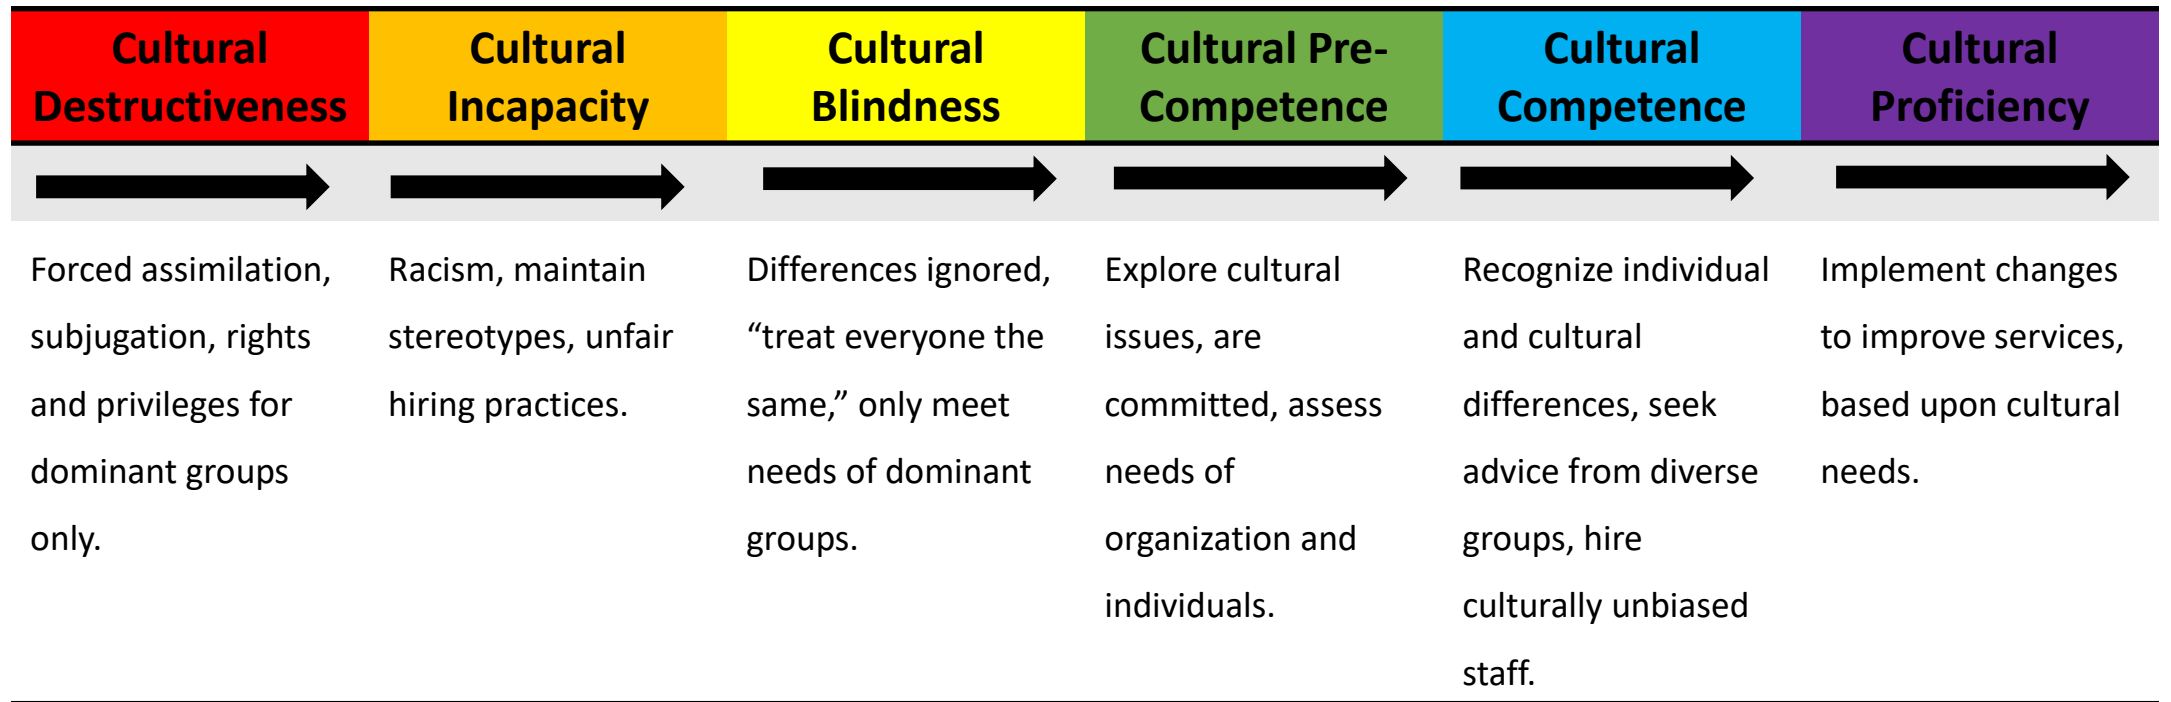 Cultural
Destructiveness
Cultural
Incapacity
Cultural
Blindness
Cultural Pre-
Competence
Cultural
Competence
Cultural
Proficiency
Forced assimilation,
subjugation, rights
and privileges for
dominant groups
only.
Racism, maintain
stereotypes, unfair
hiring practices.
Differences ignored,
“treat everyone the
same,” only meet
needs of dominant
groups.
Explore cultural
issues, are
committed, assess
needs of
organization and
individuals.
Recognize individual
and cultural
differences, seek
advice from diverse
groups, hire
culturally unbiased
staff.
Implement changes
to improve services,
based upon cultural
needs.